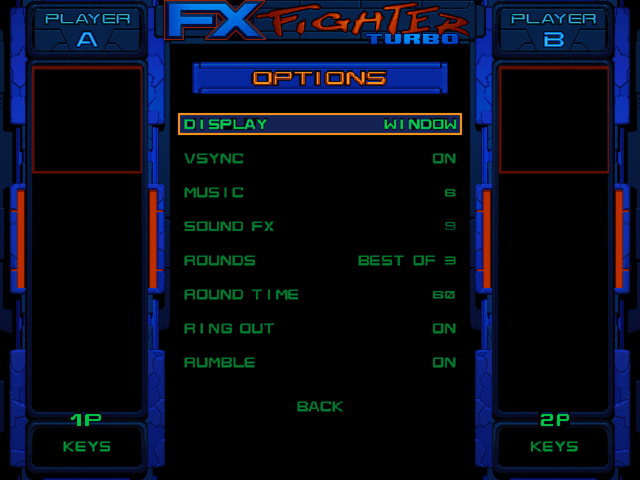 PLAYER
A
FX FIGHTER
TURBO
PLAYER
B
OPTIONS
DISPLAY WINDOW
VSYNC ON
MUSIC 6
SOUND FX 9
ROUNDS BEST OF 3
ROUND TIME 60
RING OUT ON
RUMBLE ON
BACK
1P
KEYS
2P
KEYS